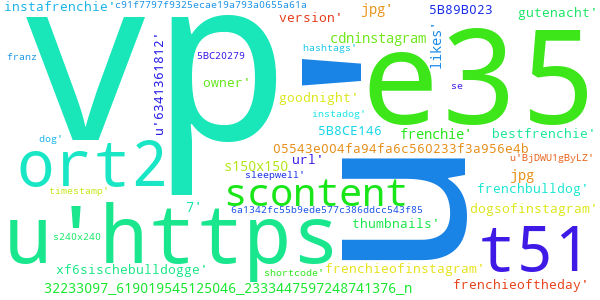 instafrenchie'
'c91f7797f9325ecae19a793a0655a61a
jpg'
5B89B023
gutenacht'
version'
vp
e35
cdninstagram
likes'
hashtags'
franz
u'6341361812'
5BC20279
owner'
se
goodnight'
instadog'
5B8CE146
frenchie'
bestfrenchie'
dog'
ort2
05543e004fa94fa6c560233f3a956e4b
s150x150
url'
u
u'BjDWU1gByLZ'
sleepwell'
jpg
timestamp'
scontent
frenchbulldog'
7'
6a1342fc55b9ede577c386ddcc543f85
dogsofinstagram'
u'https
thumbnails'
t51
s240x240
xf6sischebulldogge'
shortcode'
frenchieofinstagram'
32233097_619019545125046_2333447597248741376_n
frenchieoftheday'